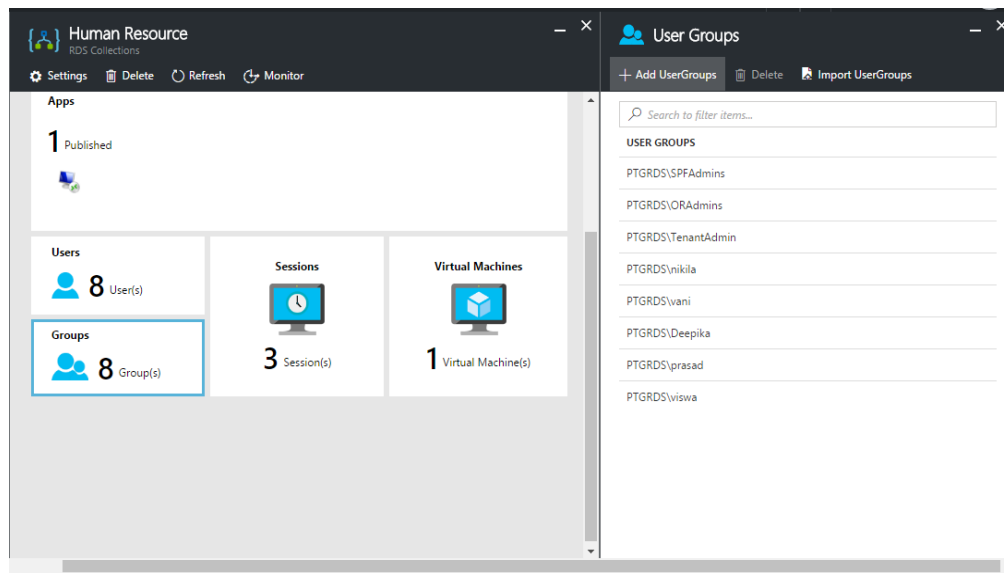 Human Resource
RDS Collections
Settings Delete Refresh Monitor
Apps
1 Published
Users
8 User(s)
Groups
8 Group(s)
Sessions
3 Session(s)
Virtual Machines
1 Virtual Machine(s)
User Groups
Add UserGroups Delete Import UserGroups
Search to filter items...
USER GROUPS
PTGRDS\SPFAdmins
PTGRDS\ORAdmins
PTGRDS\TenantAdmin
PTGRDS\nikila
PTGRDS\vani
PTGRDS\Deepika
PTGRDS\prasad
PTGRDS\viswa